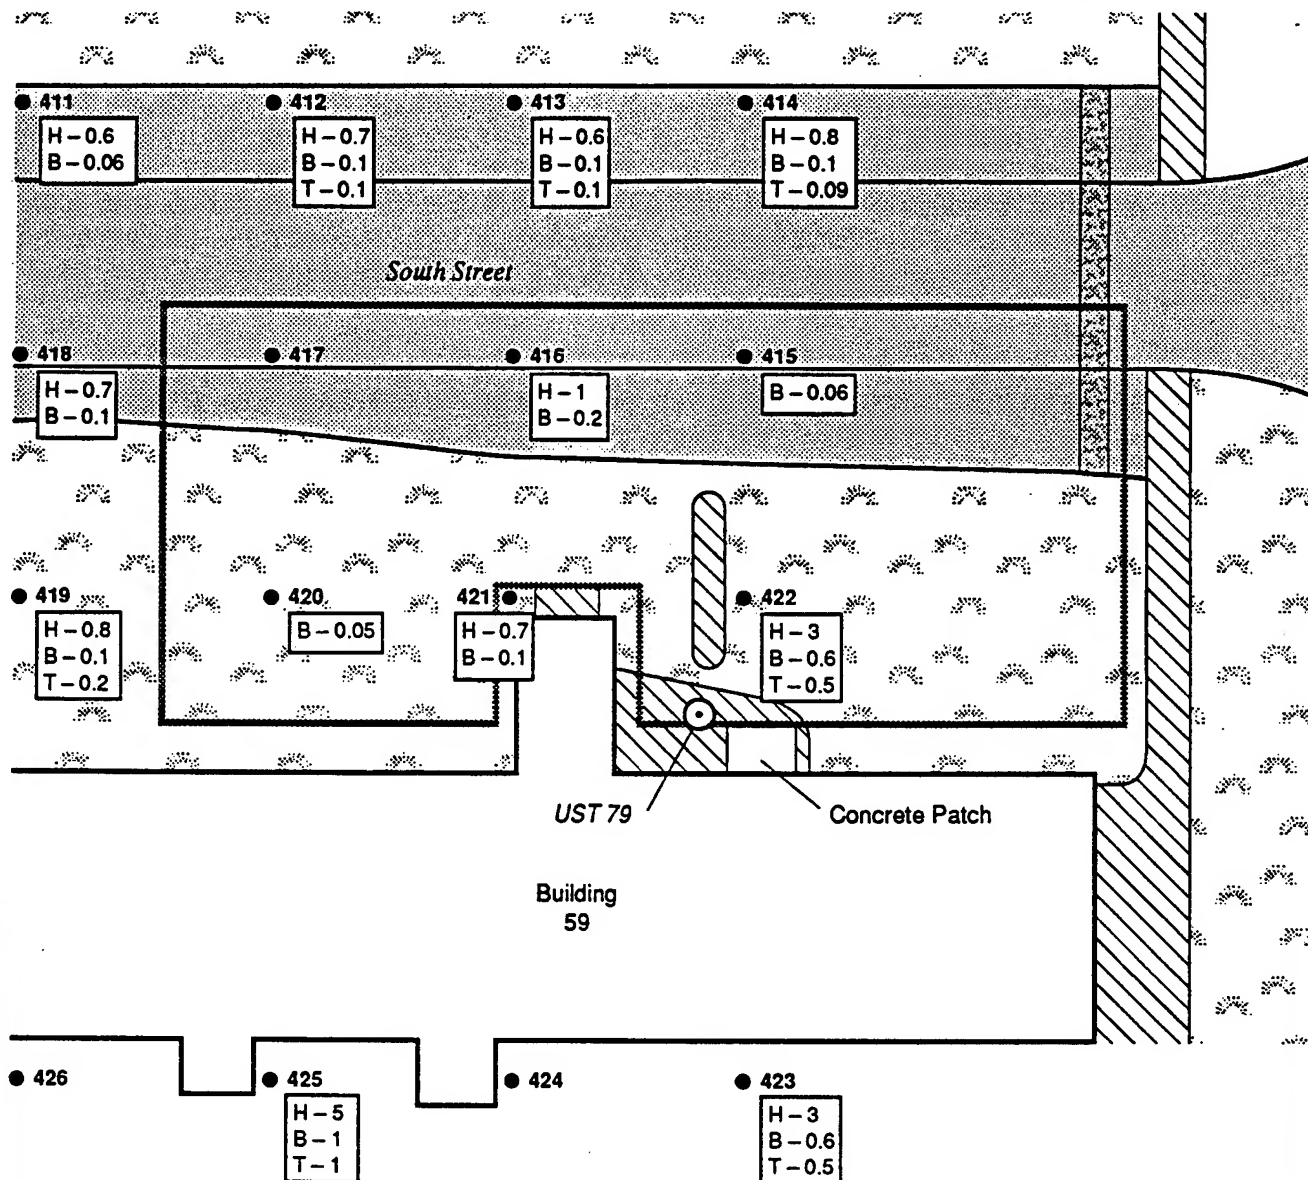 411
H – 0.6
B – 0.06
412
H – 0.7
B – 0.1
T – 0.1
413
H – 0.6
B – 0.1
T – 0.1
414
H – 0.8
B – 0.1
T – 0.09
South Street
418
H – 0.7
B – 0.1
417
416
H – 1
B – 0.2
415
B – 0.06
419
H – 0.8
B – 0.1
T – 0.2
420
B – 0.05
421
H – 0.7
B – 0.1
422
H – 3
B – 0.6
T – 0.5
UST 79
Concrete Patch
Building
59
426
425
H – 5
B – 1
T – 1
424
423
H – 3
B – 0.6
T – 0.5